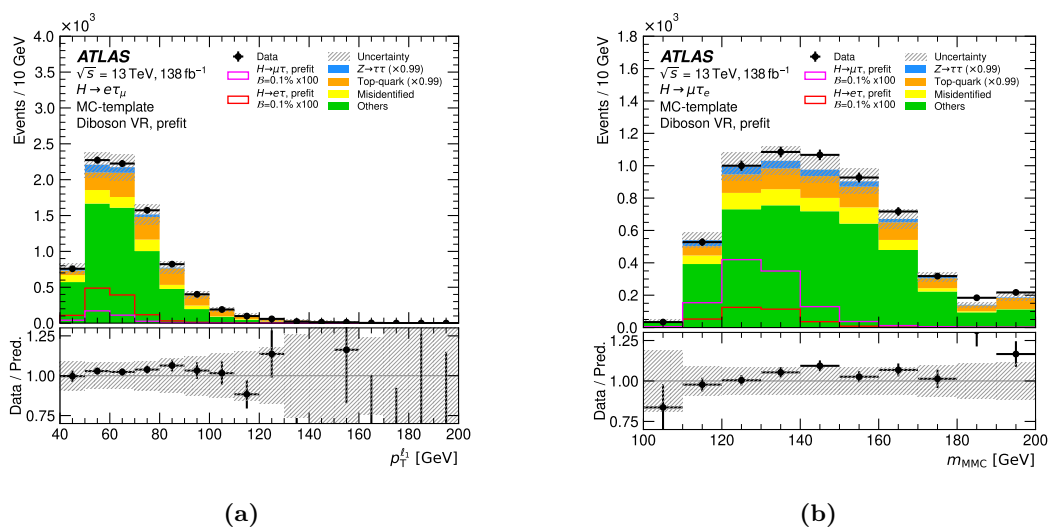 ×10³
ATLAS
√s = 13 TeV, 138 fb⁻¹
H→eτμ
MC-template
Diboson VR, prefit
Data
H→μτ, prefit
B=0.1% x100
H→eτ, prefit
B=0.1% x100
Uncertainty
Z→ττ (×0.99)
Top-quark (×0.99)
Misidentified
Others
Events / 10 GeV
4.0
3.5
3.0
2.5
2.0
1.5
1.0
0.5
0.0
Data / Pred.
1.25
1.00
0.75
40 60 80 100 120 140 160 180 200
p_T^ℓ₁ [GeV]
(a)
×10³
ATLAS
√s = 13 TeV, 138 fb⁻¹
H→μτe
MC-template
Diboson VR, prefit
Data
H→μτ, prefit
B=0.1% x100
H→eτ, prefit
B=0.1% x100
Uncertainty
Z→ττ (×0.99)
Top-quark (×0.99)
Misidentified
Others
Events / 10 GeV
1.8
1.6
1.4
1.2
1.0
0.8
0.6
0.4
0.2
0.0
Data / Pred.
1.25
1.00
0.75
100 120 140 160 180 200
m_MMC [GeV]
(b)